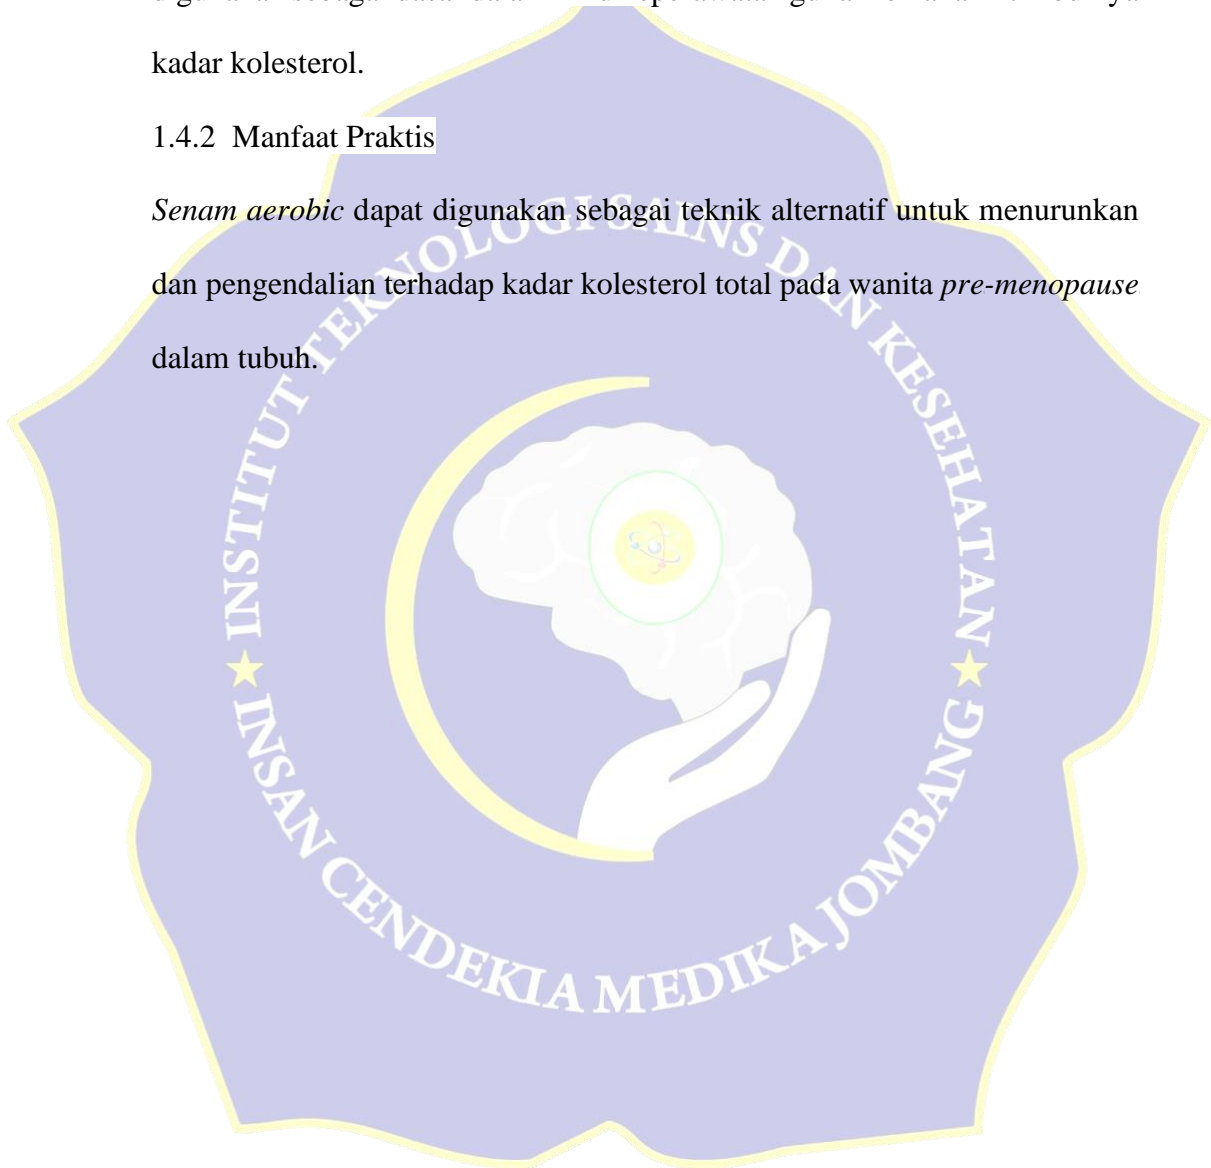 kadar kolesterol.
1.4.2 Manfaat Praktis
Senam aerobic dapat digunakan sebagai teknik alternatif untuk menurunkan
dan pengendalian terhadap kadar kolesterol total pada wanita pre-menopause
dalam tubuh.
INSTITUT TEKNOLOGI SAINS DAN KESEHATAN
INSAN CENDEKIA MEDIKA JOMBANG